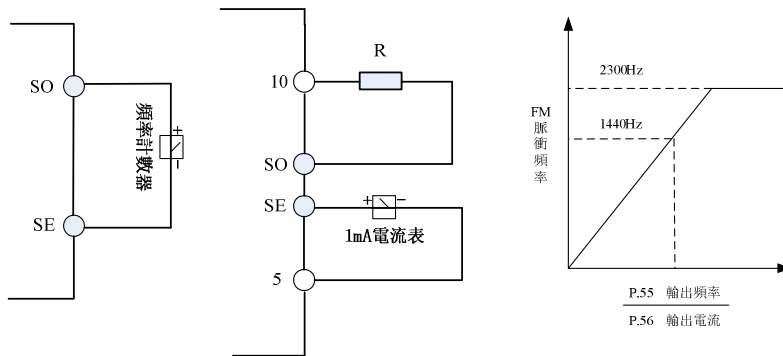 SO
+
頻率計數器
-
SE
R
10
SO
SE
+
-
1mA電流表
5
2300Hz
FM
脈
衝
頻
率
1440Hz
P.55 輸出頻率
P.56 輸出電流